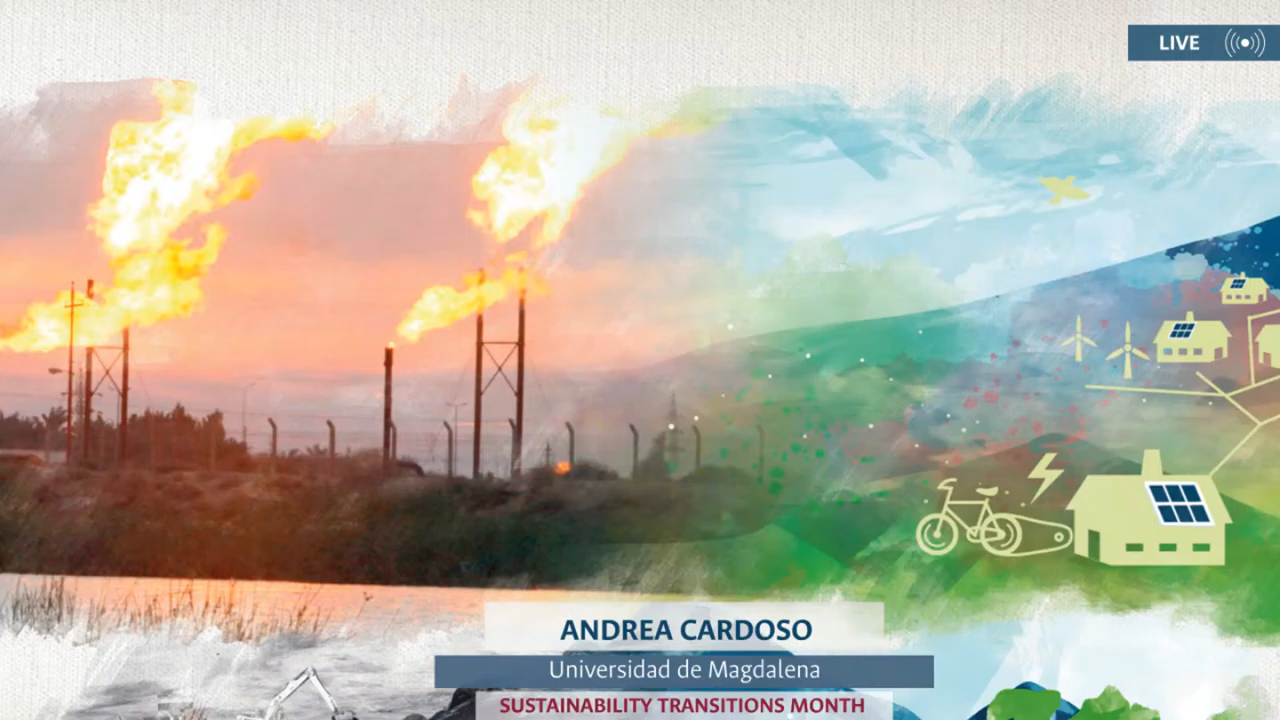 LIVE
ANDREA CARDOSO
Universidad de Magdalena
SUSTAINABILITY TRANSITIONS MONTH